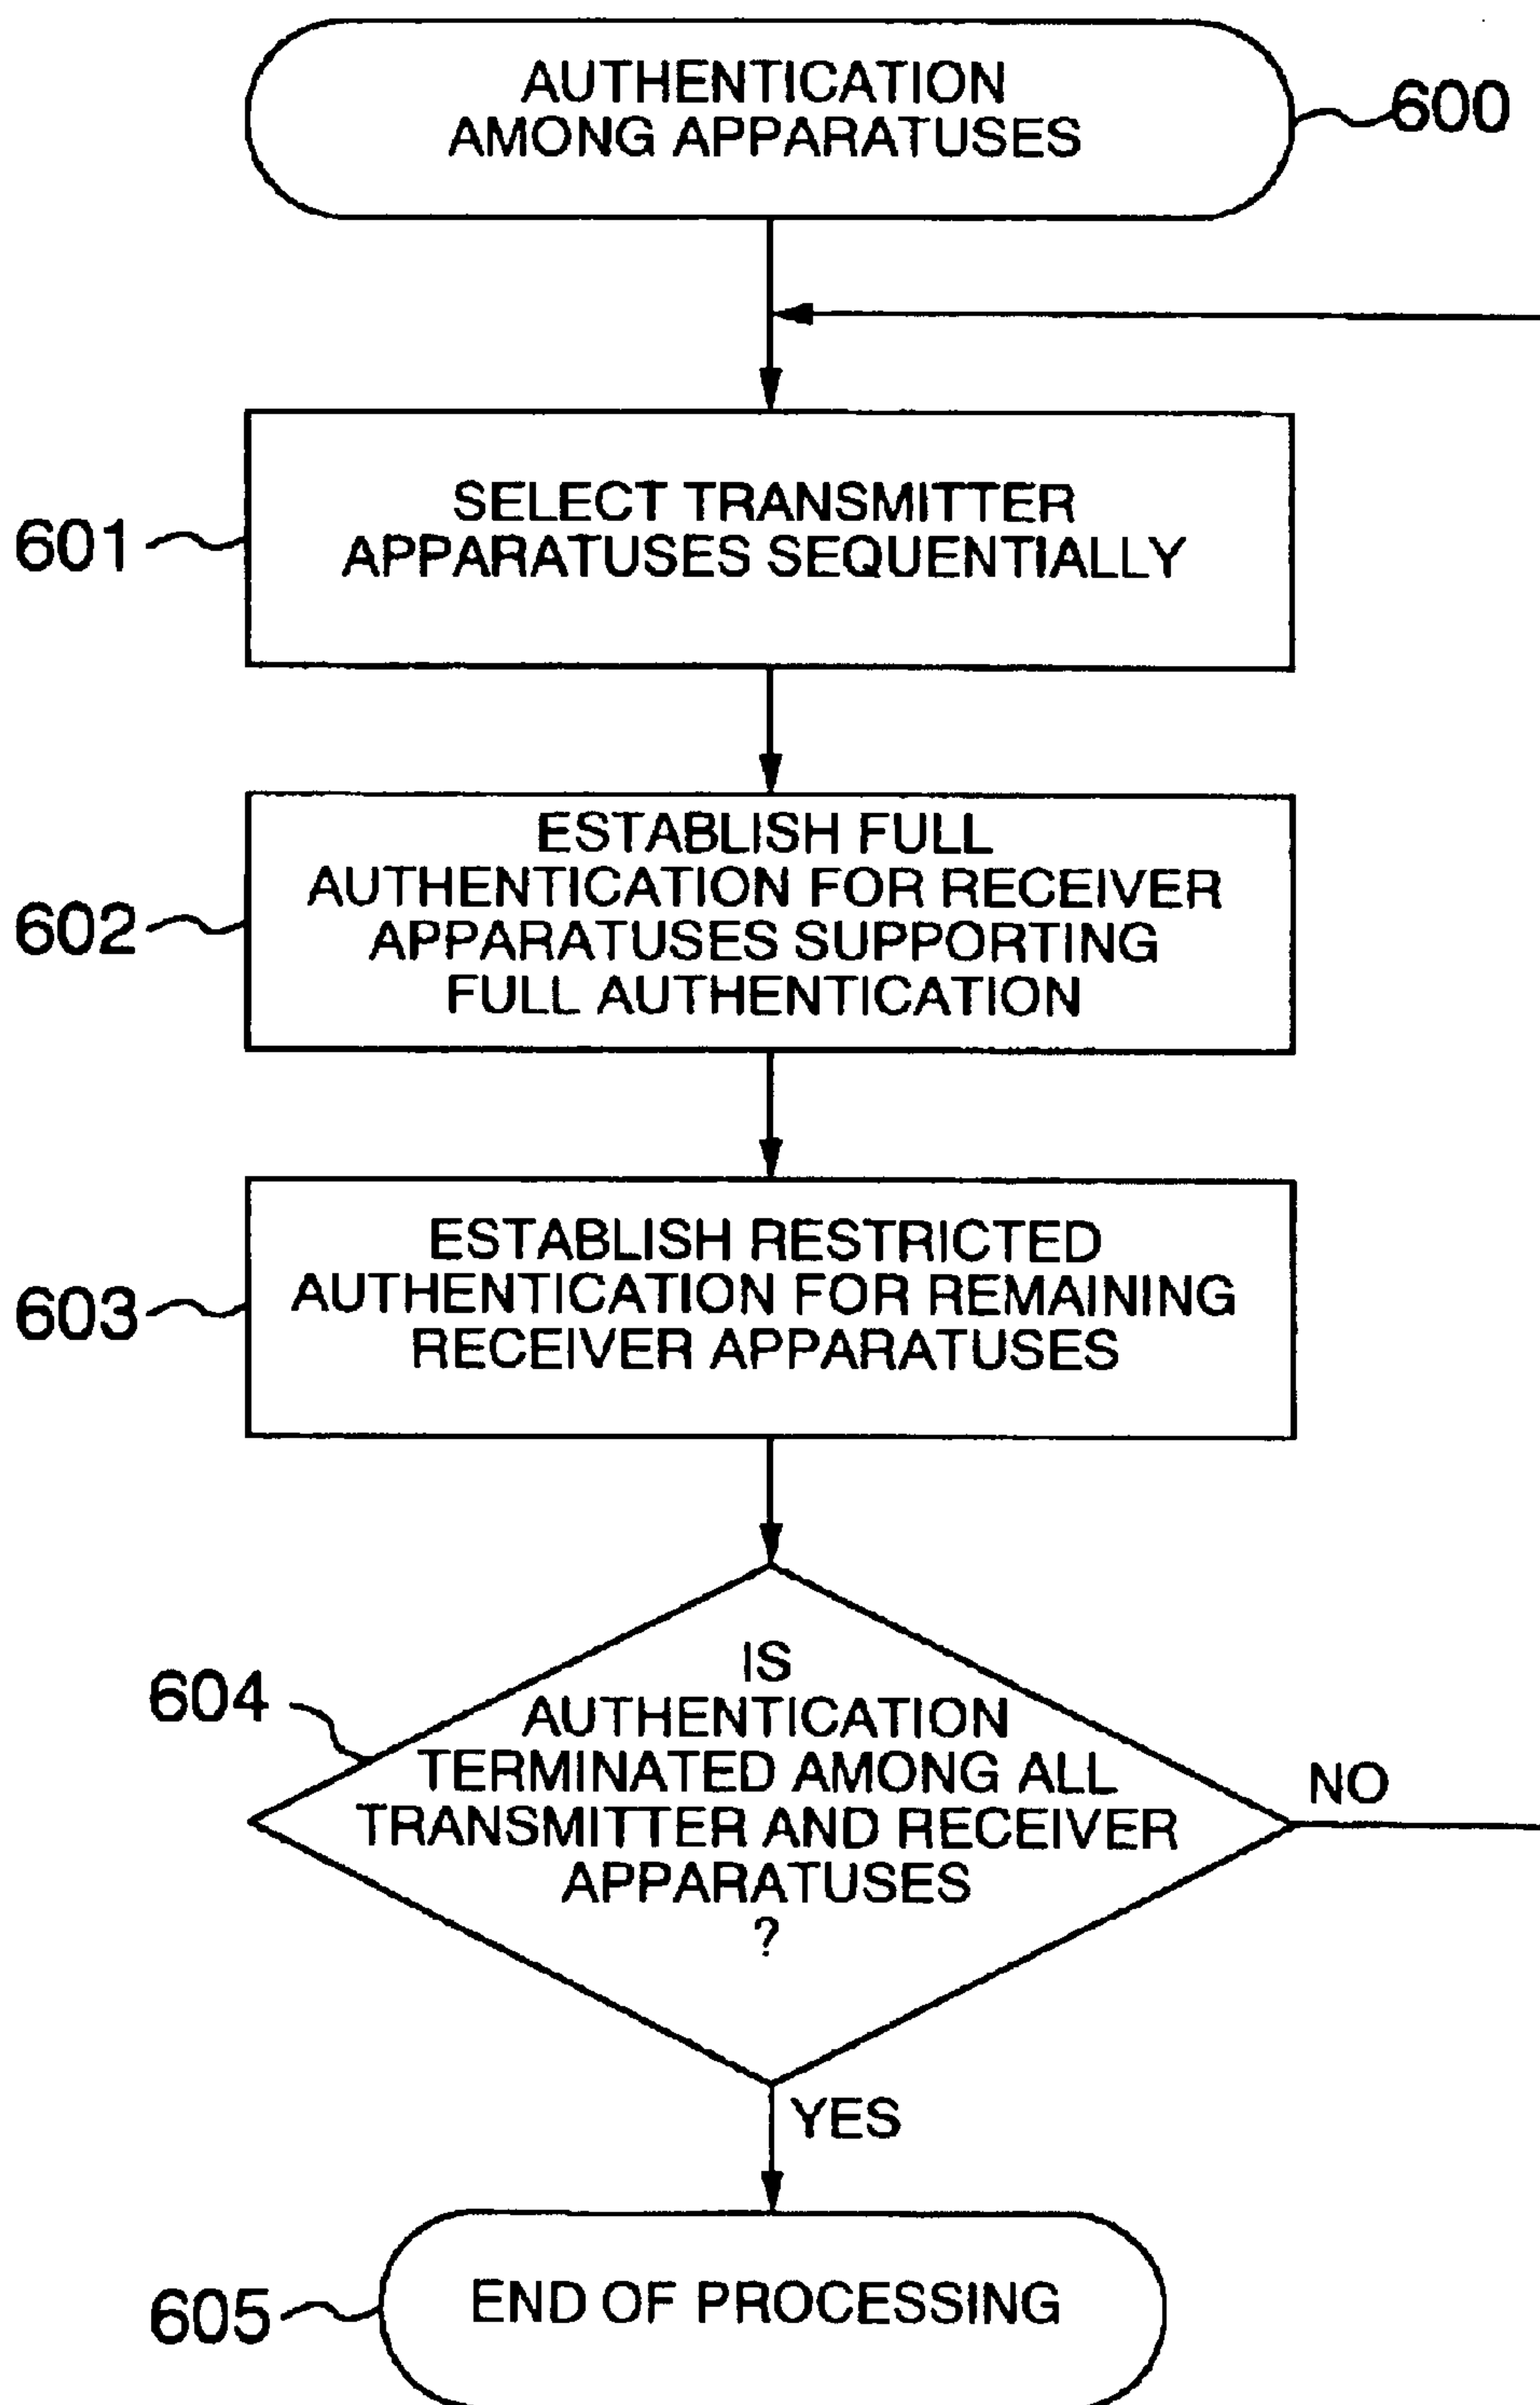 AUTHENTICATION
AMONG APPARATUSES
600
SELECT TRANSMITTER
APPARATUSES SEQUENTIALLY
601
ESTABLISH FULL
AUTHENTICATION FOR RECEIVER
APPARATUSES SUPPORTING
FULL AUTHENTICATION
602
ESTABLISH RESTRICTED
AUTHENTICATION FOR REMAINING
RECEIVER APPARATUSES
603
604
IS
AUTHENTICATION
TERMINATED AMONG ALL
TRANSMITTER AND RECEIVER
APPARATUSES
?
NO
YES
END OF PROCESSING
605